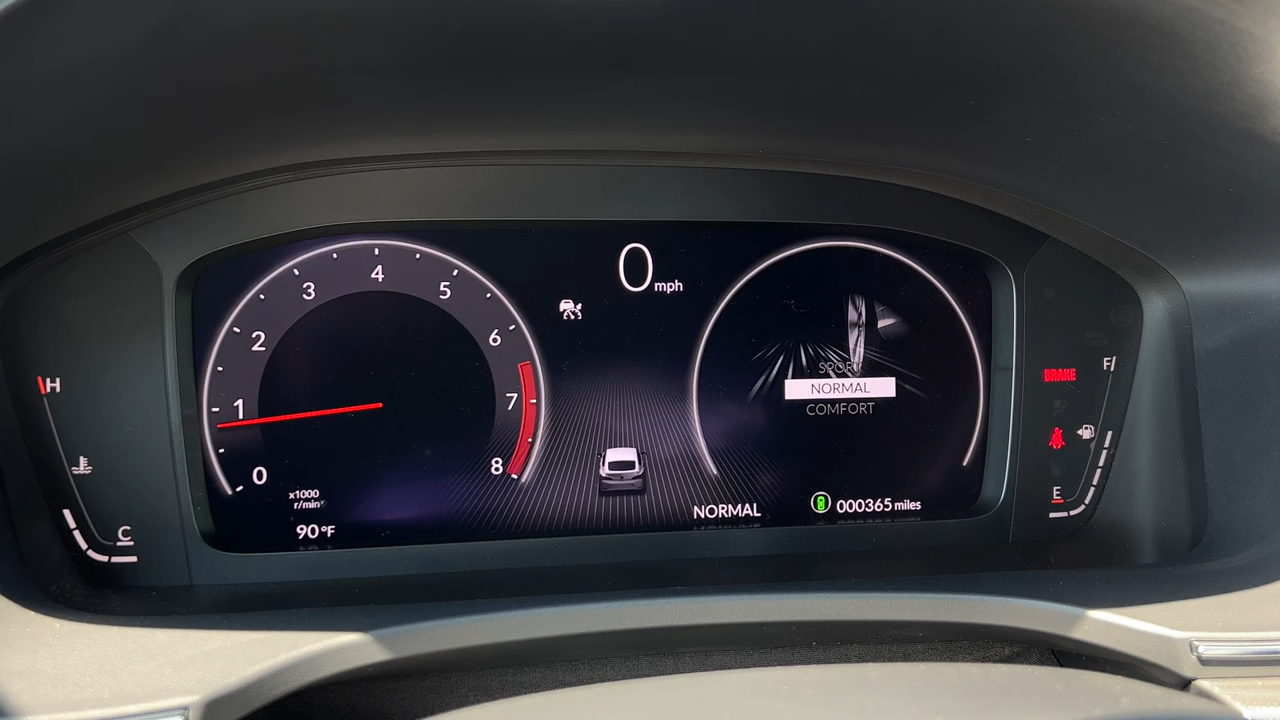 0 mph
4
3
5
2
6
1
7
0
8
x1000
r/min
90 °F
SPORT
NORMAL
COMFORT
NORMAL
000365 miles
H
C
BRAKE
F
E